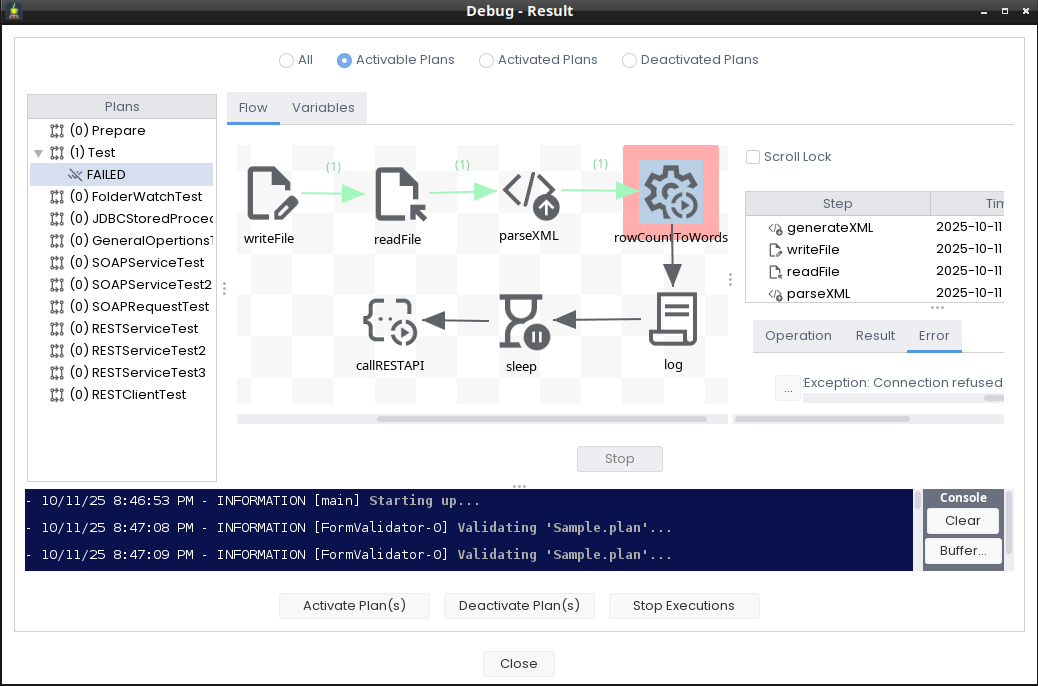 Debug - Result
All Activable Plans Activated Plans Deactivated Plans
Plans
(0) Prepare
(1) Test
FAILED
(0) FolderWatchTest
(0) JDBCStoredProced
(0) GeneralOpertionsT
(0) SOAPServiceTest
(0) SOAPServiceTest2
(0) SOAPRequestTest
(0) RESTServiceTest
(0) RESTServiceTest2
(0) RESTServiceTest3
(0) RESTClientTest
Flow Variables
(1) (1) (1)
writeFile readFile parseXML rowCountToWords
callRESTAPI sleep log
Scroll Lock
Step Tim
generateXML 2025-10-11
writeFile 2025-10-11
readFile 2025-10-11
parseXML 2025-10-11
Operation Result Error
... :Exception: Connection refused
Stop
- 10/11/25 8:46:53 PM - INFORMATION [main] Starting up...
- 10/11/25 8:47:08 PM - INFORMATION [FormValidator-0] Validating 'Sample.plan'...
- 10/11/25 8:47:09 PM - INFORMATION [FormValidator-0] Validating 'Sample.plan'...
Console
Clear
Buffer...
Activate Plan(s) Deactivate Plan(s) Stop Executions
Close